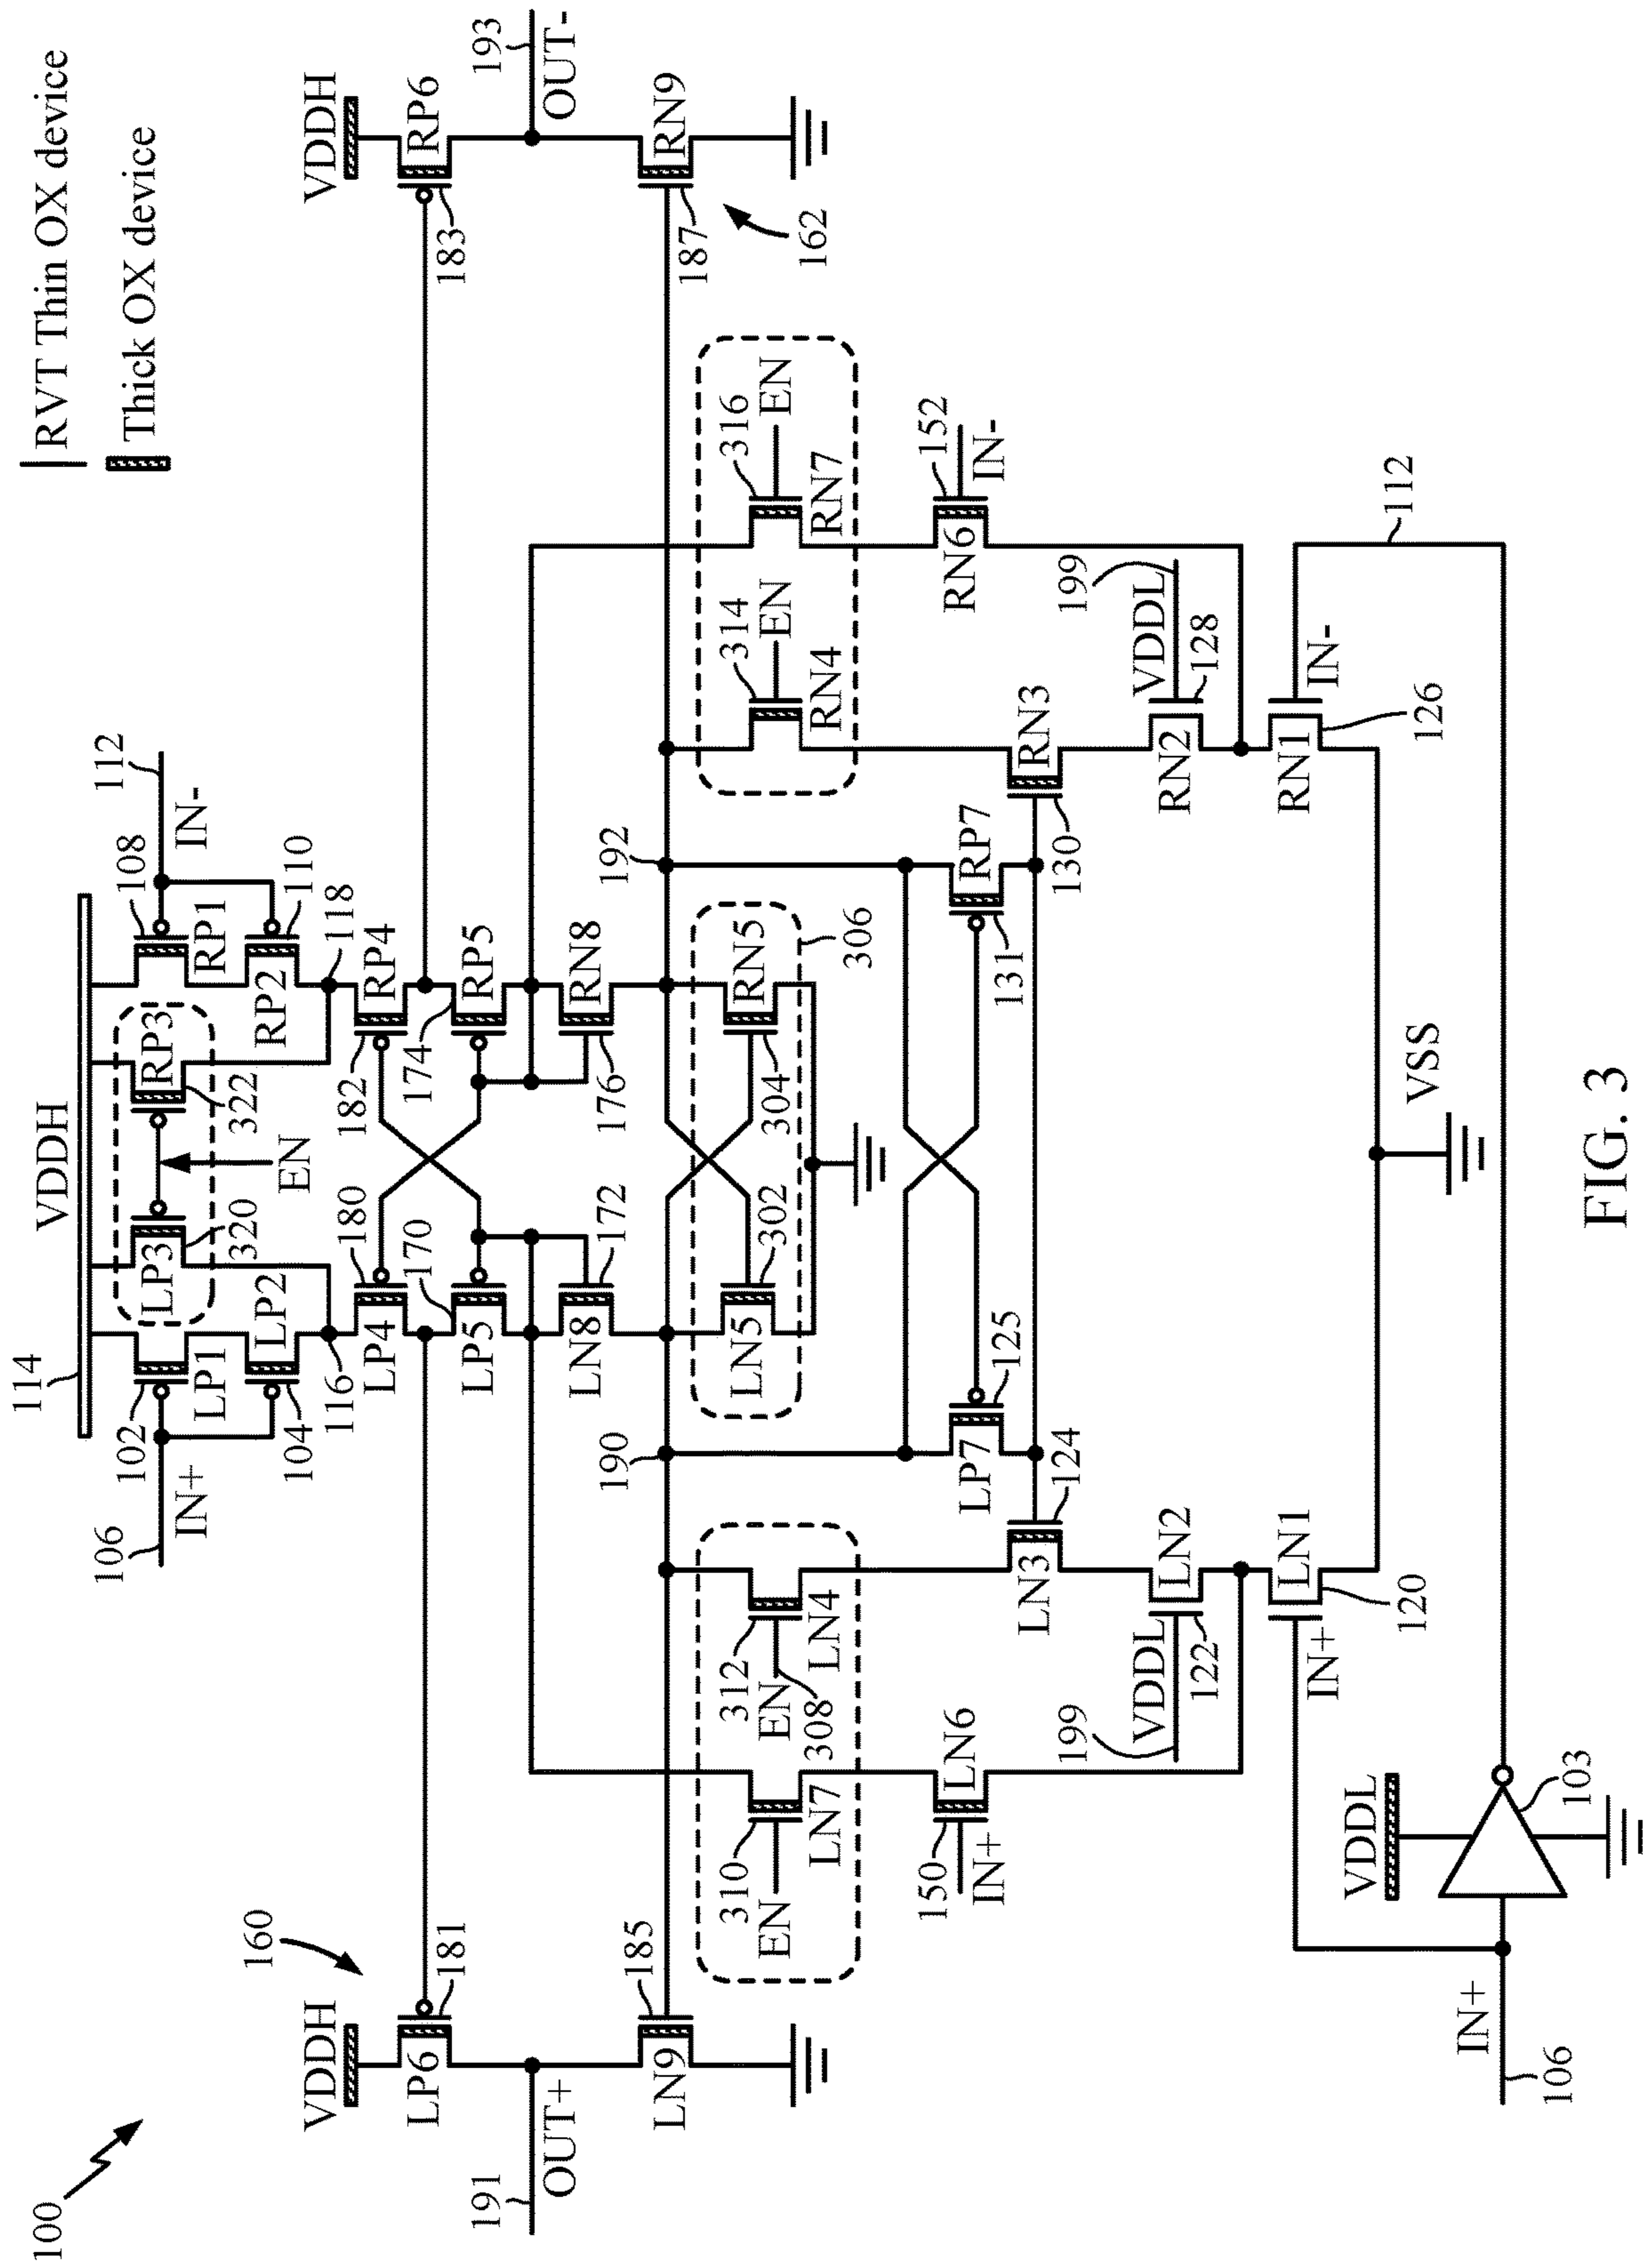 RVT Thin OX device
Thick OX device
100
VDDH
114
106
IN+
102
LP1
104
LP2
116
LP3
320
EN
RP3
322
108
RP1
RP2
110
118
112
IN-
160
VDDH
LP6
181
191
OUT+
LN9
185
LP4
180
170
LP5
LN8
172
182
RP4
174
RP5
RN8
176
VDDH
RP6
183
193
OUT-
RN9
187
162
190
192
LN5
302
304
RN5
306
310
EN
LN7
312
EN
308
LN4
314
EN
RN4
316
EN
RN7
150
IN+
LN6
LP7
125
131
RP7
LN3
124
130
RN3
RN6
152
IN-
199
VDDL
122
LN2
199
VDDL
128
RN2
IN+
LN1
120
RN1
IN-
126
VSS
112
VDDL
103
IN+
106
FIG. 3